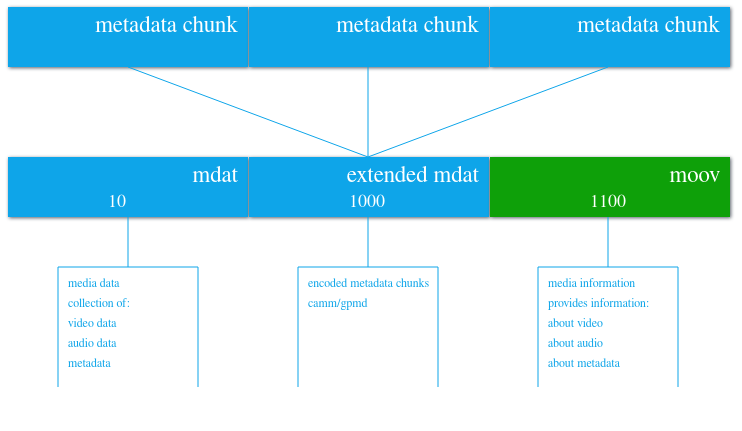 metadata chunk
metadata chunk
metadata chunk
mdat
10
extended mdat
1000
moov
1100
media data
collection of:
video data
audio data
metadata
encoded metadata chunks
camm/gpmd
media information
provides information:
about video
about audio
about metadata